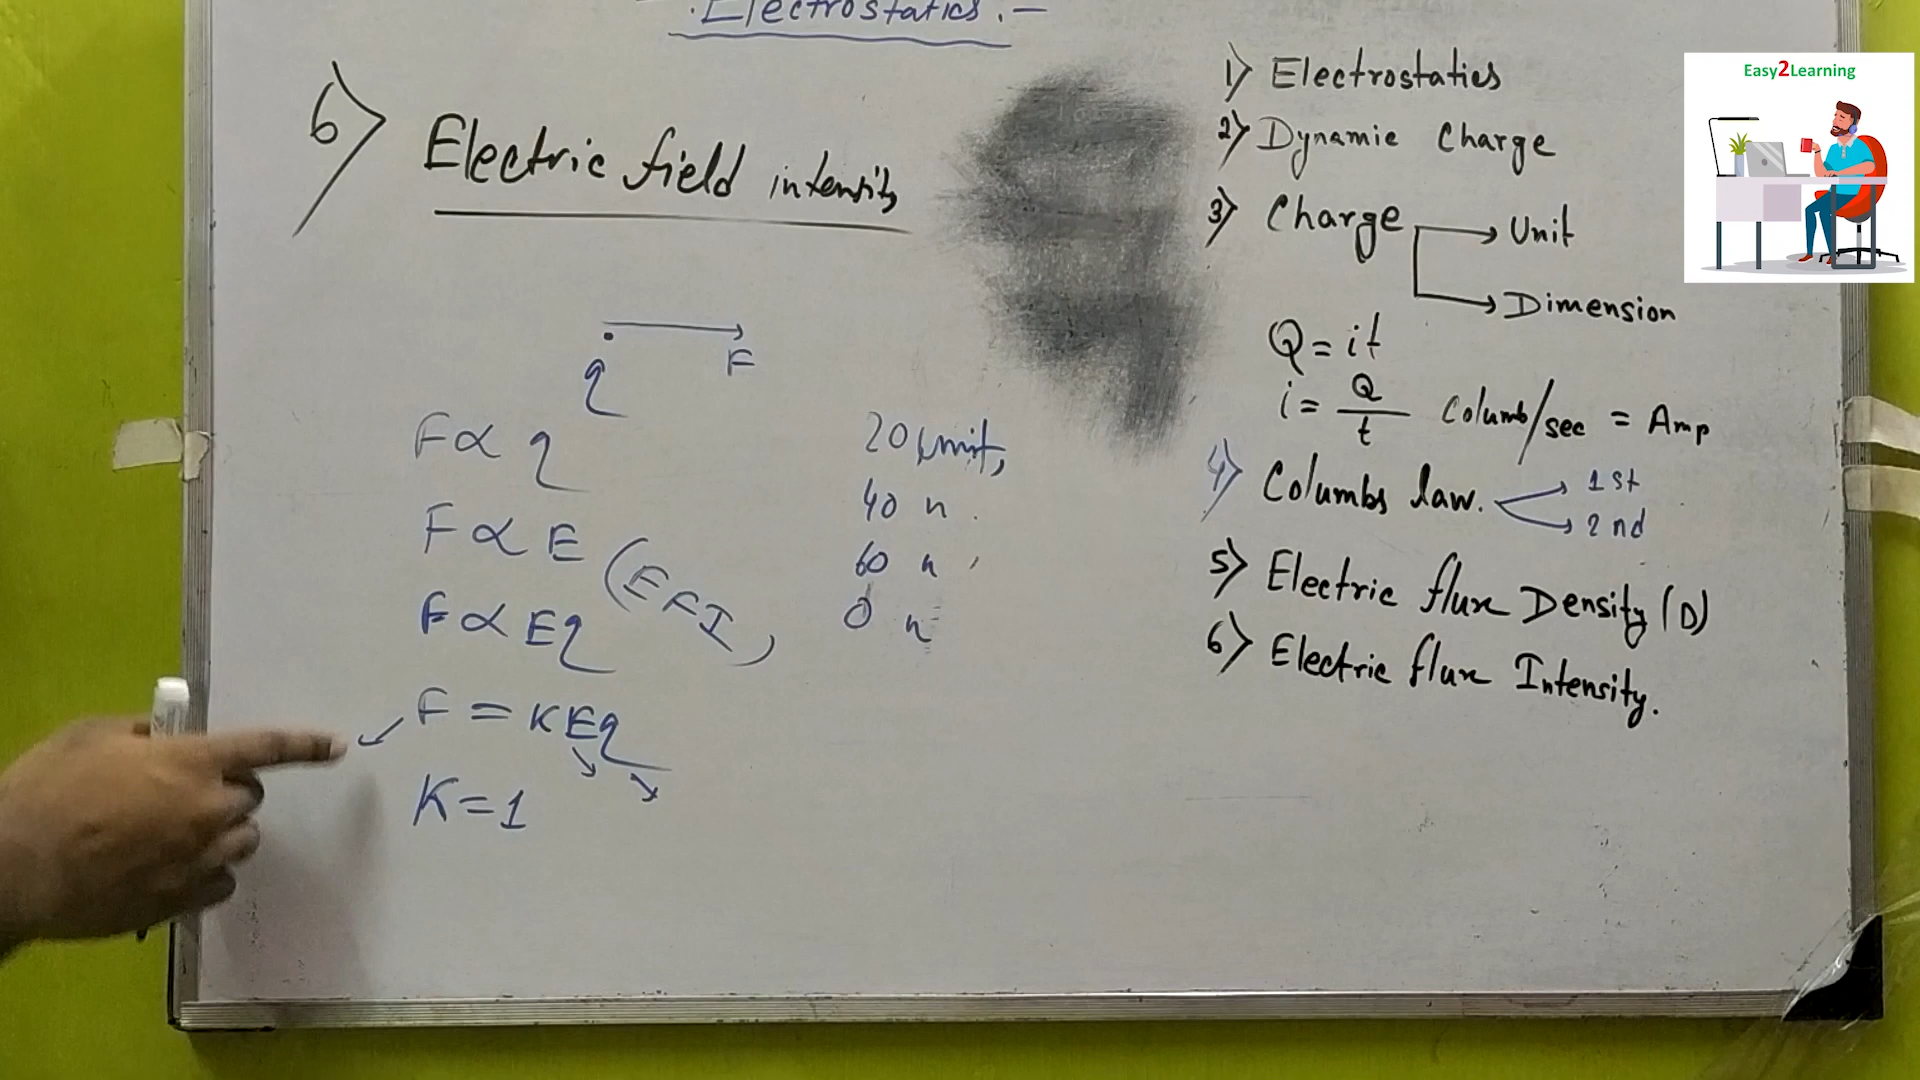 Electrostatics.-
6) Electric field intensity
q F
F∝ q
F∝ E (EFI)
F∝ Eq
F = KEq
K=1
20 unit,
40 n
60 n
0 n
1) Electrostatics
2) Dynamic Charge
3) Charge → Unit
→ Dimension
Q = it
i = Q/t Columb/sec = Amp
4) Columbs law. 1st
2nd
5) Electric flux Density (D)
6) Electric flux Intensity.
Easy2Learning